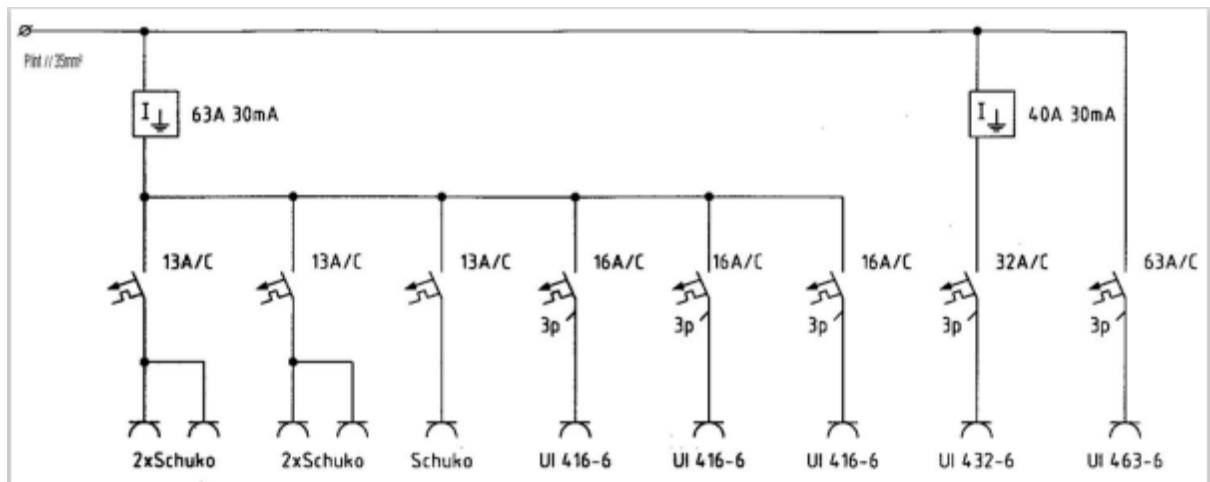 63A 30mA
40A 30mA
13A/C
13A/C
13A/C
16A/C
16A/C
16A/C
32A/C
63A/C
3p
3p
3p
3p
2xSchuko
2xSchuko
Schuko
UI 416-6
UI 416-6
UI 416-6
UI 432-6
UI 463-6